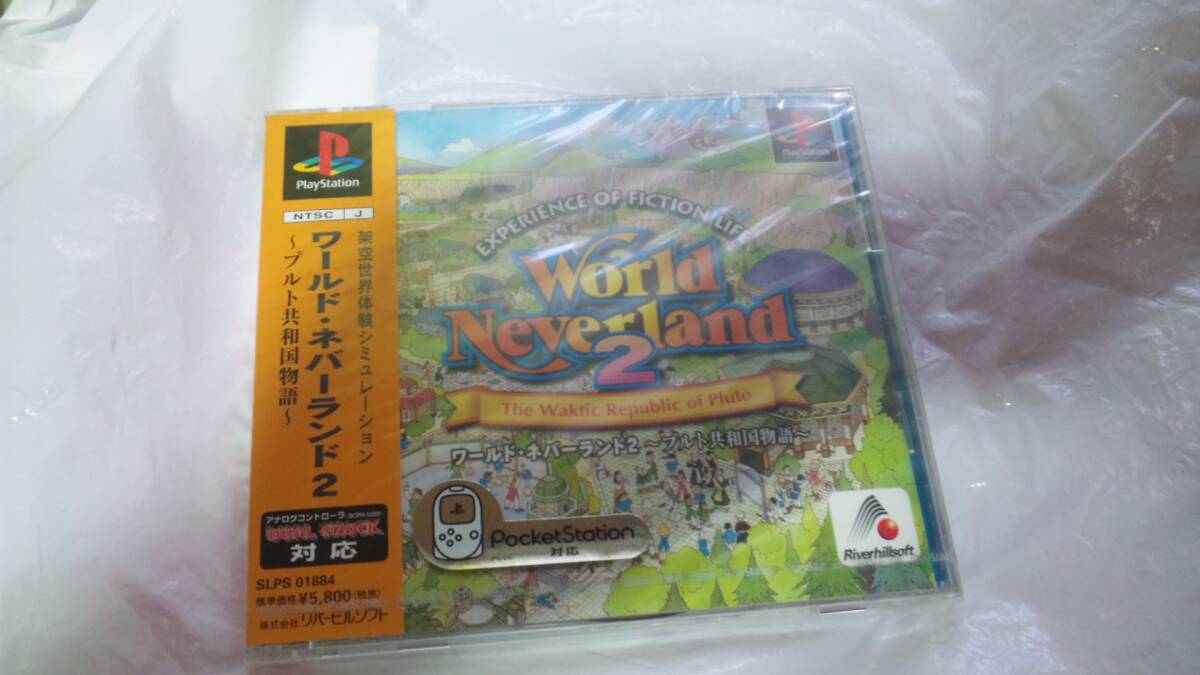 PlayStation
NTSC J
架空世界体験シミュレーション
ワールド・ネバーランド2
～プルト共和国物語～
アナログコントローラ(SCPH-1200)
DUAL SHOCK
対応
SLPS 01884
標準価格¥5,800(税抜)
株式会社リバーヒルソフト
PlayStation
EXPERIENCE OF FICTION LIFE
World
Neverland
2
The Waktic Republic of Pluto
ワールド・ネバーランド2 ～プルト共和国物語～
PocketStation
対応
Riverhillsoft